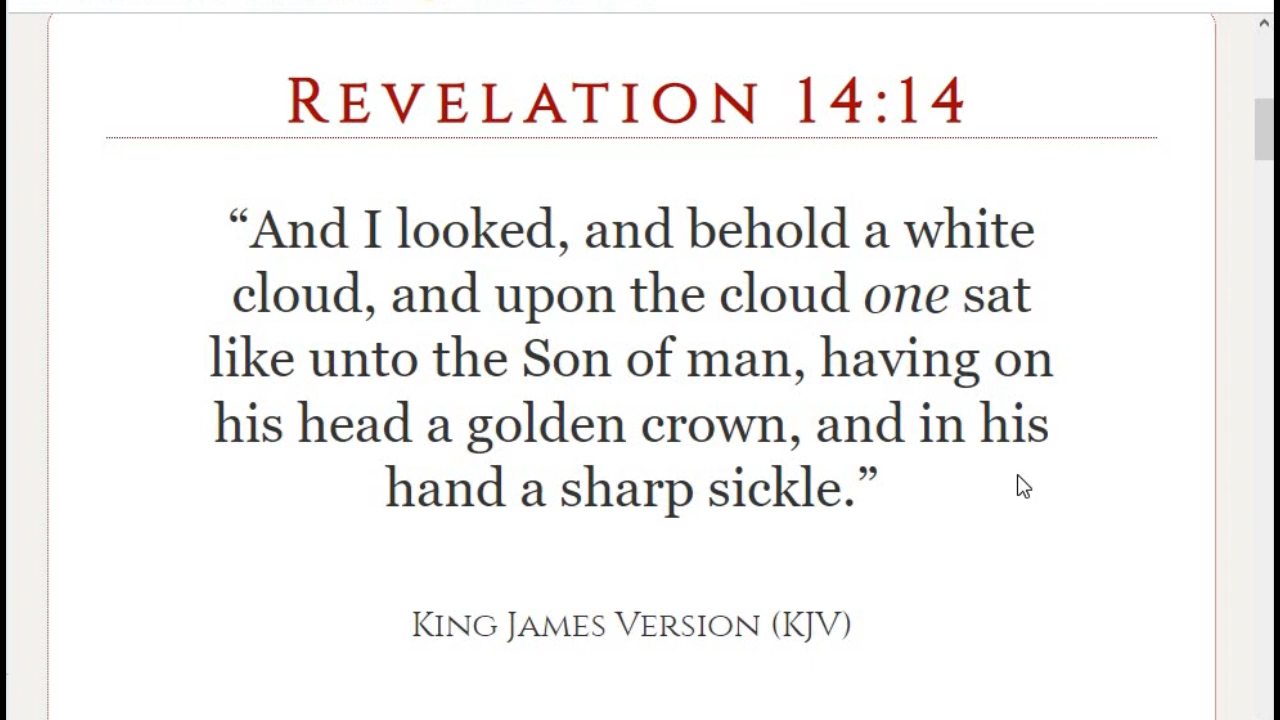 Revelation 14:14
“And I looked, and behold a white
cloud, and upon the cloud one sat
like unto the Son of man, having on
his head a golden crown, and in his
hand a sharp sickle.”
King James Version (KJV)